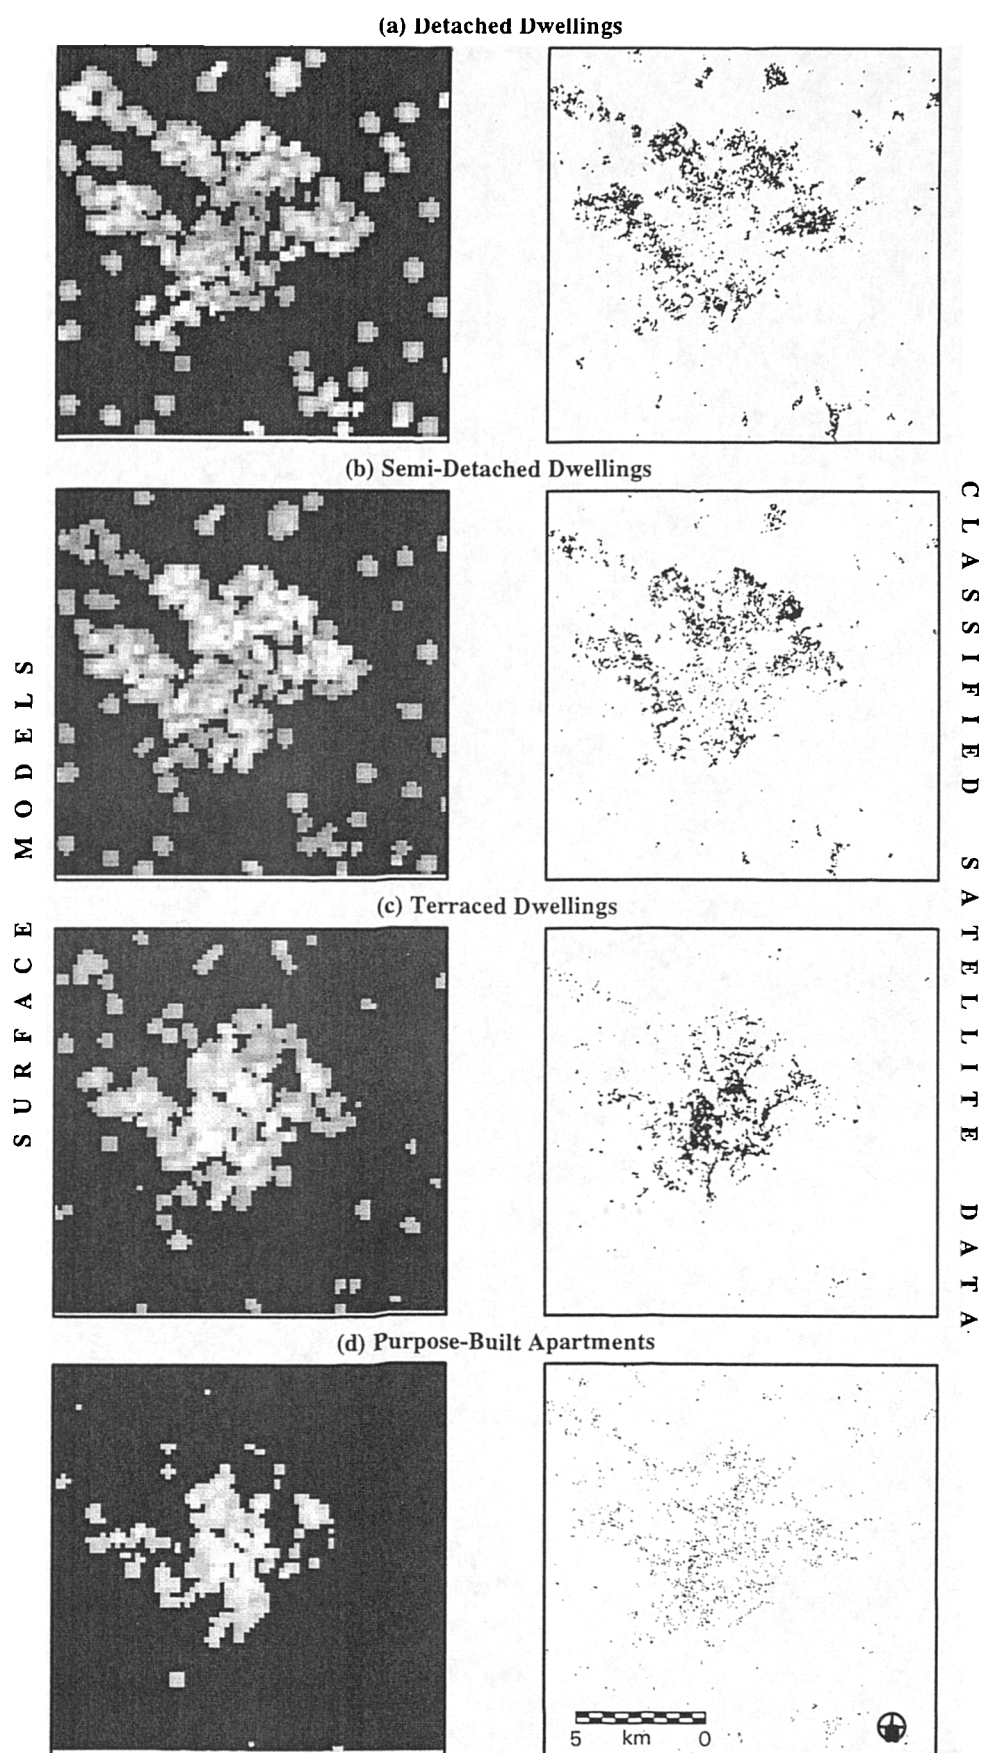 (a) Detached Dwellings
(b) Semi-Detached Dwellings
(c) Terraced Dwellings
(d) Purpose-Built Apartments
SURFACE MODELS
CLASSIFIED SATELLITE DATA
5 km 0